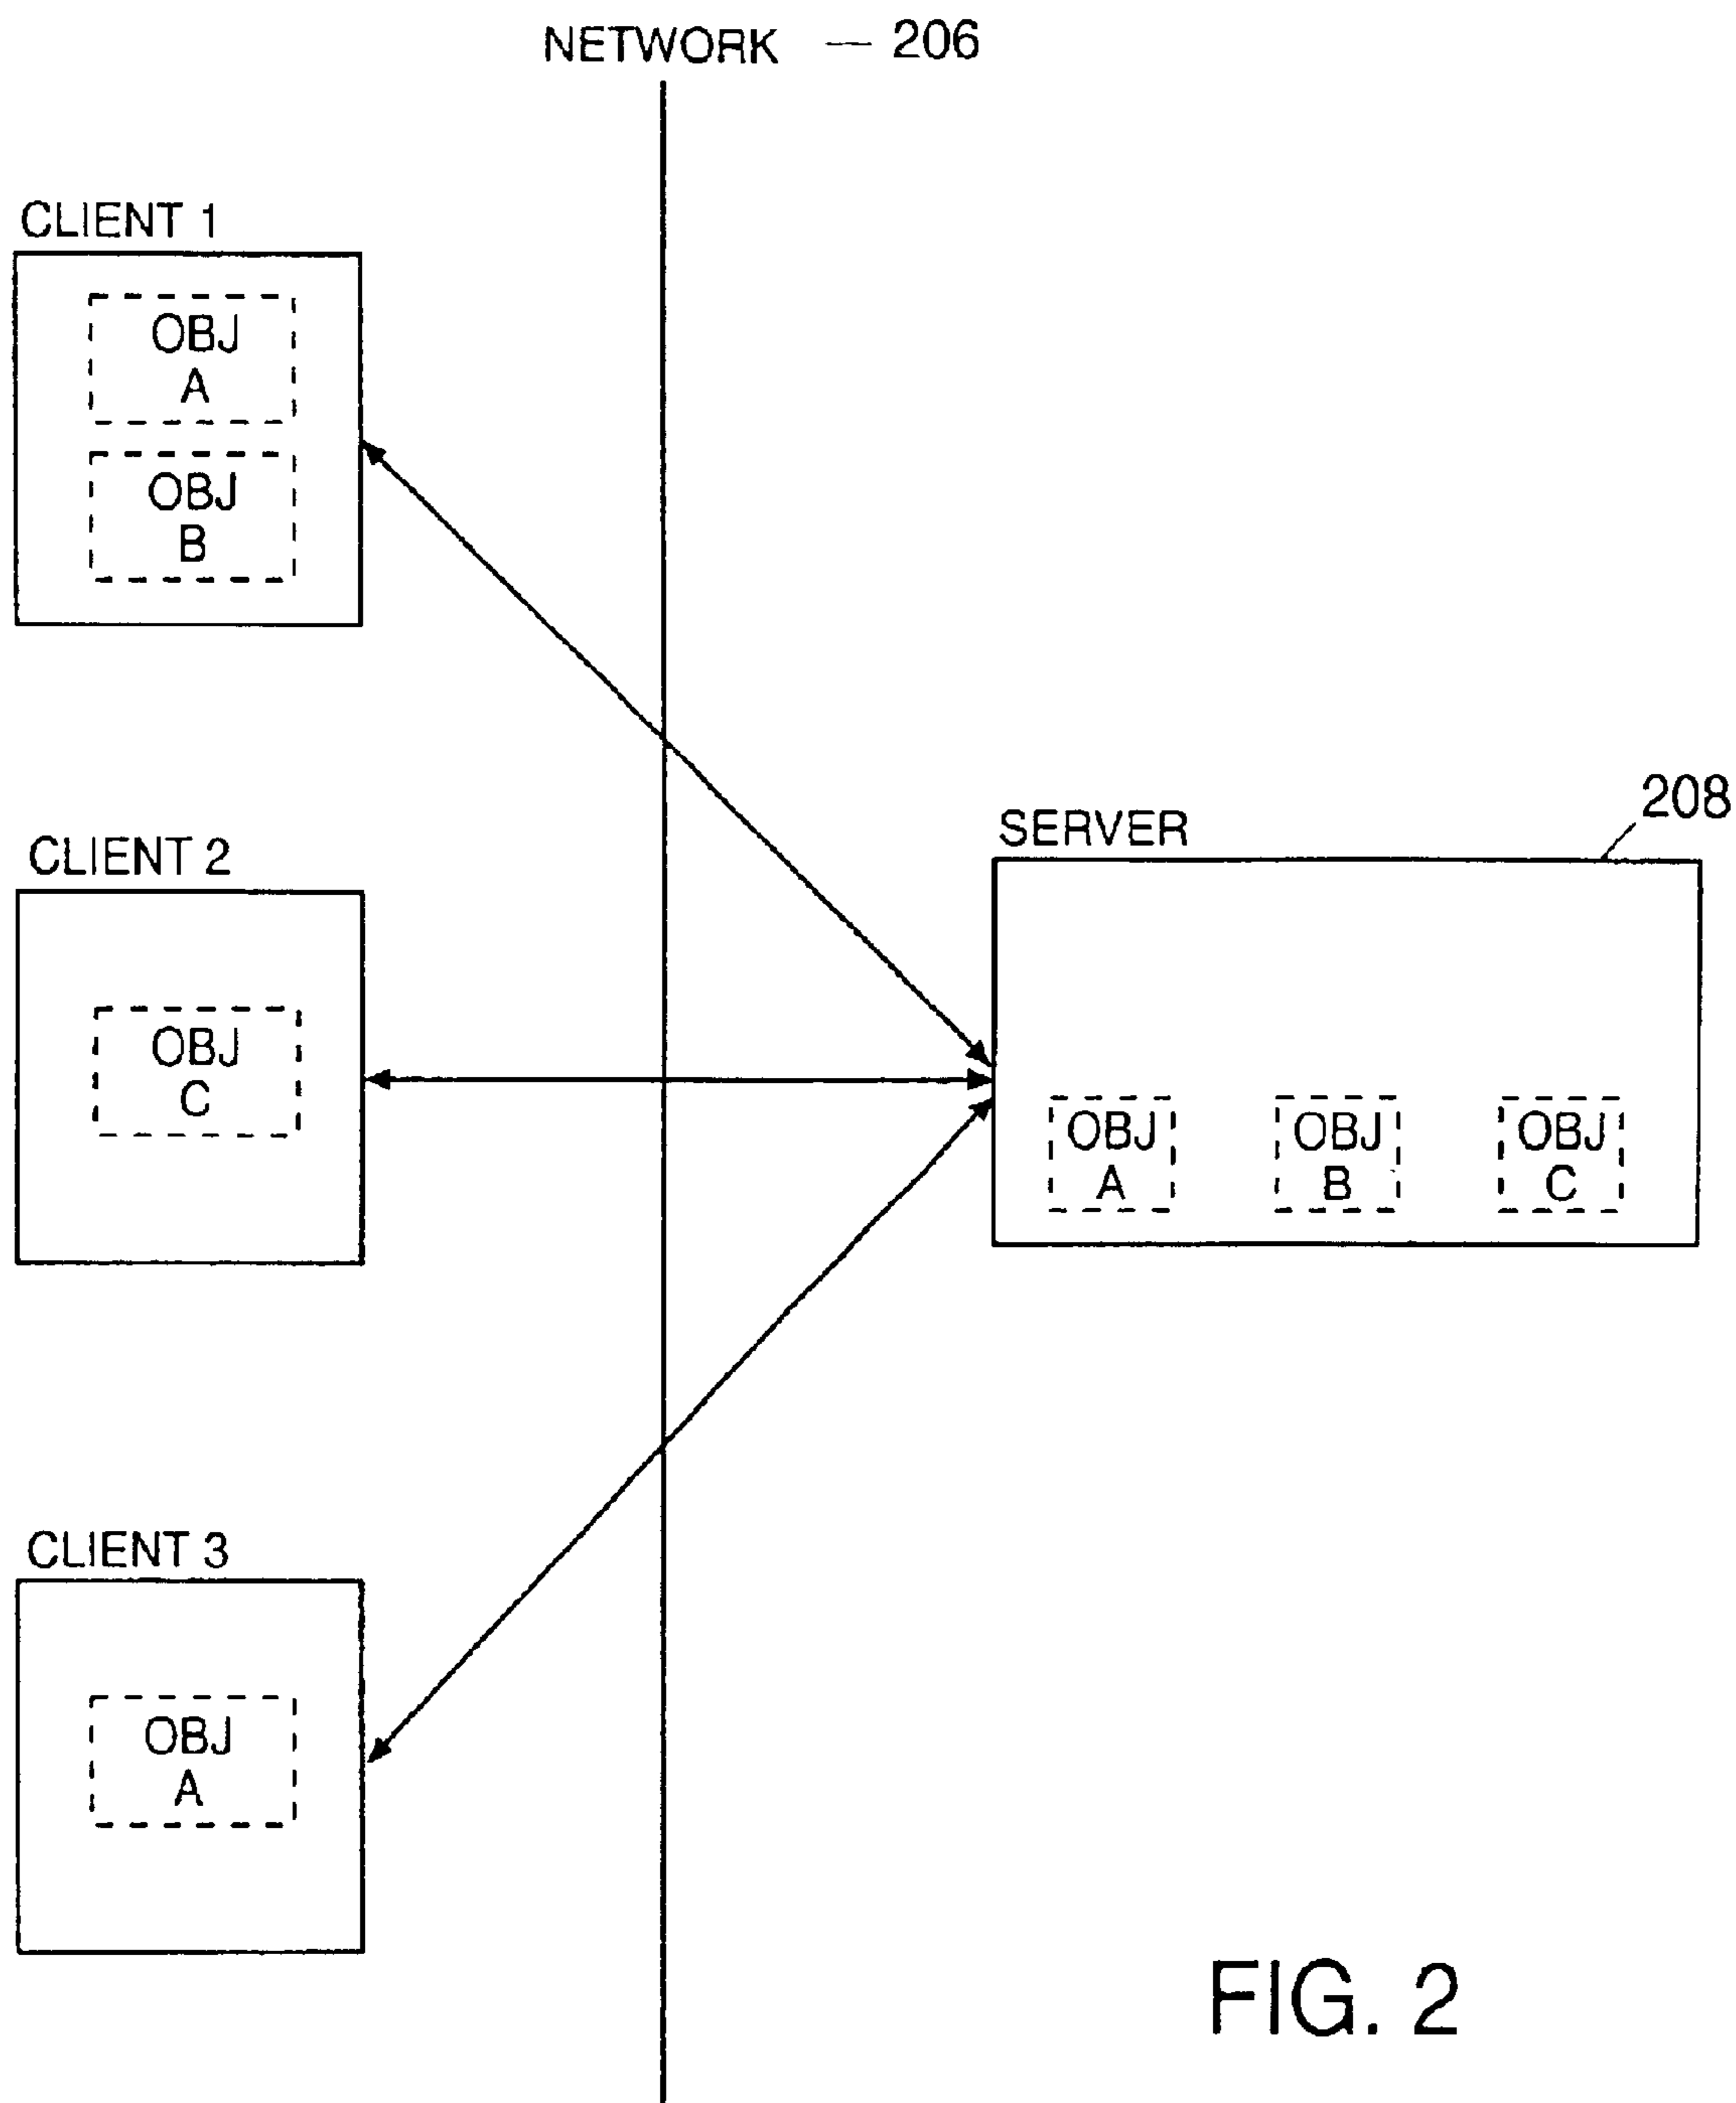 NETWORK — 206
CLIENT 1
OBJ
A
OBJ
B
CLIENT 2
OBJ
C
SERVER
208
OBJ
A
OBJ
B
OBJ
C
CLIENT 3
OBJ
A
FIG. 2